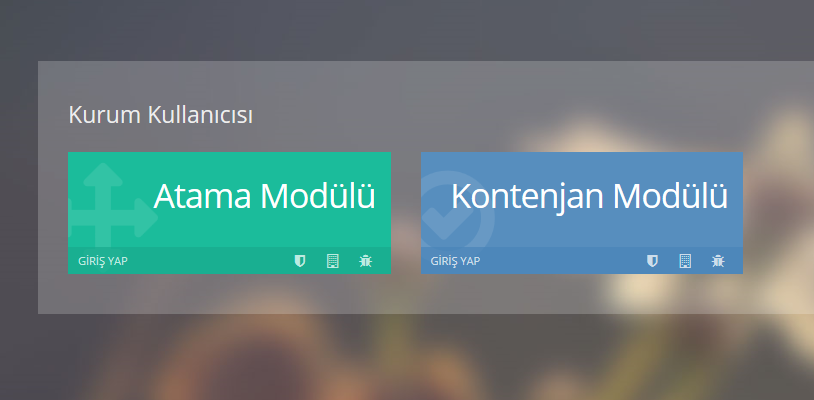 Kurum Kullanıcısı
Atama Modülü
GİRİŞ YAP
Kontenjan Modülü
GİRİŞ YAP